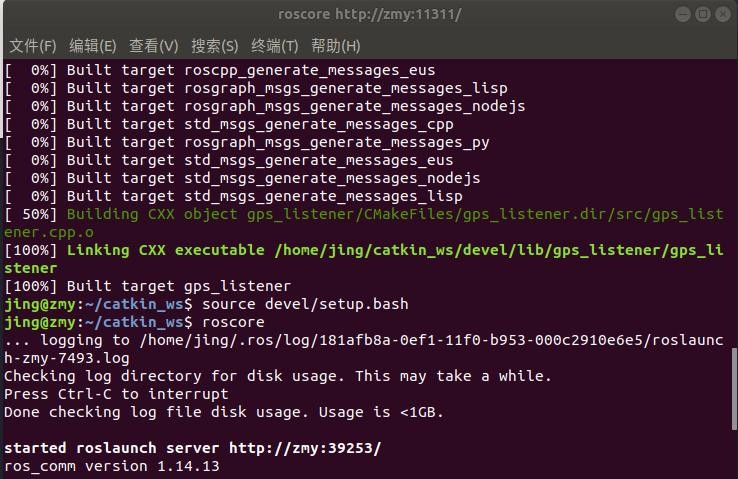 roscore http://zmy:11311/
文件(F) 编辑(E) 查看(V) 搜索(S) 终端(T) 帮助(H)
[  0%] Built target roscpp_generate_messages_eus
[  0%] Built target rosgraph_msgs_generate_messages_lisp
[  0%] Built target rosgraph_msgs_generate_messages_nodejs
[  0%] Built target std_msgs_generate_messages_cpp
[  0%] Built target rosgraph_msgs_generate_messages_py
[  0%] Built target std_msgs_generate_messages_eus
[  0%] Built target std_msgs_generate_messages_nodejs
[  0%] Built target std_msgs_generate_messages_lisp
[ 50%] Building CXX object gps_listener/CMakeFiles/gps_listener.dir/src/gps_list
ener.cpp.o
[100%] Linking CXX executable /home/jing/catkin_ws/devel/lib/gps_listener/gps_li
stener
[100%] Built target gps_listener
jing@zmy:~/catkin_ws$ source devel/setup.bash
jing@zmy:~/catkin_ws$ roscore
... logging to /home/jing/.ros/log/181afb8a-0ef1-11f0-b953-000c2910e6e5/roslaunc
h-zmy-7493.log
Checking log directory for disk usage. This may take a while.
Press Ctrl-C to interrupt
Done checking log file disk usage. Usage is <1GB.
started roslaunch server http://zmy:39253/
ros_comm version 1.14.13